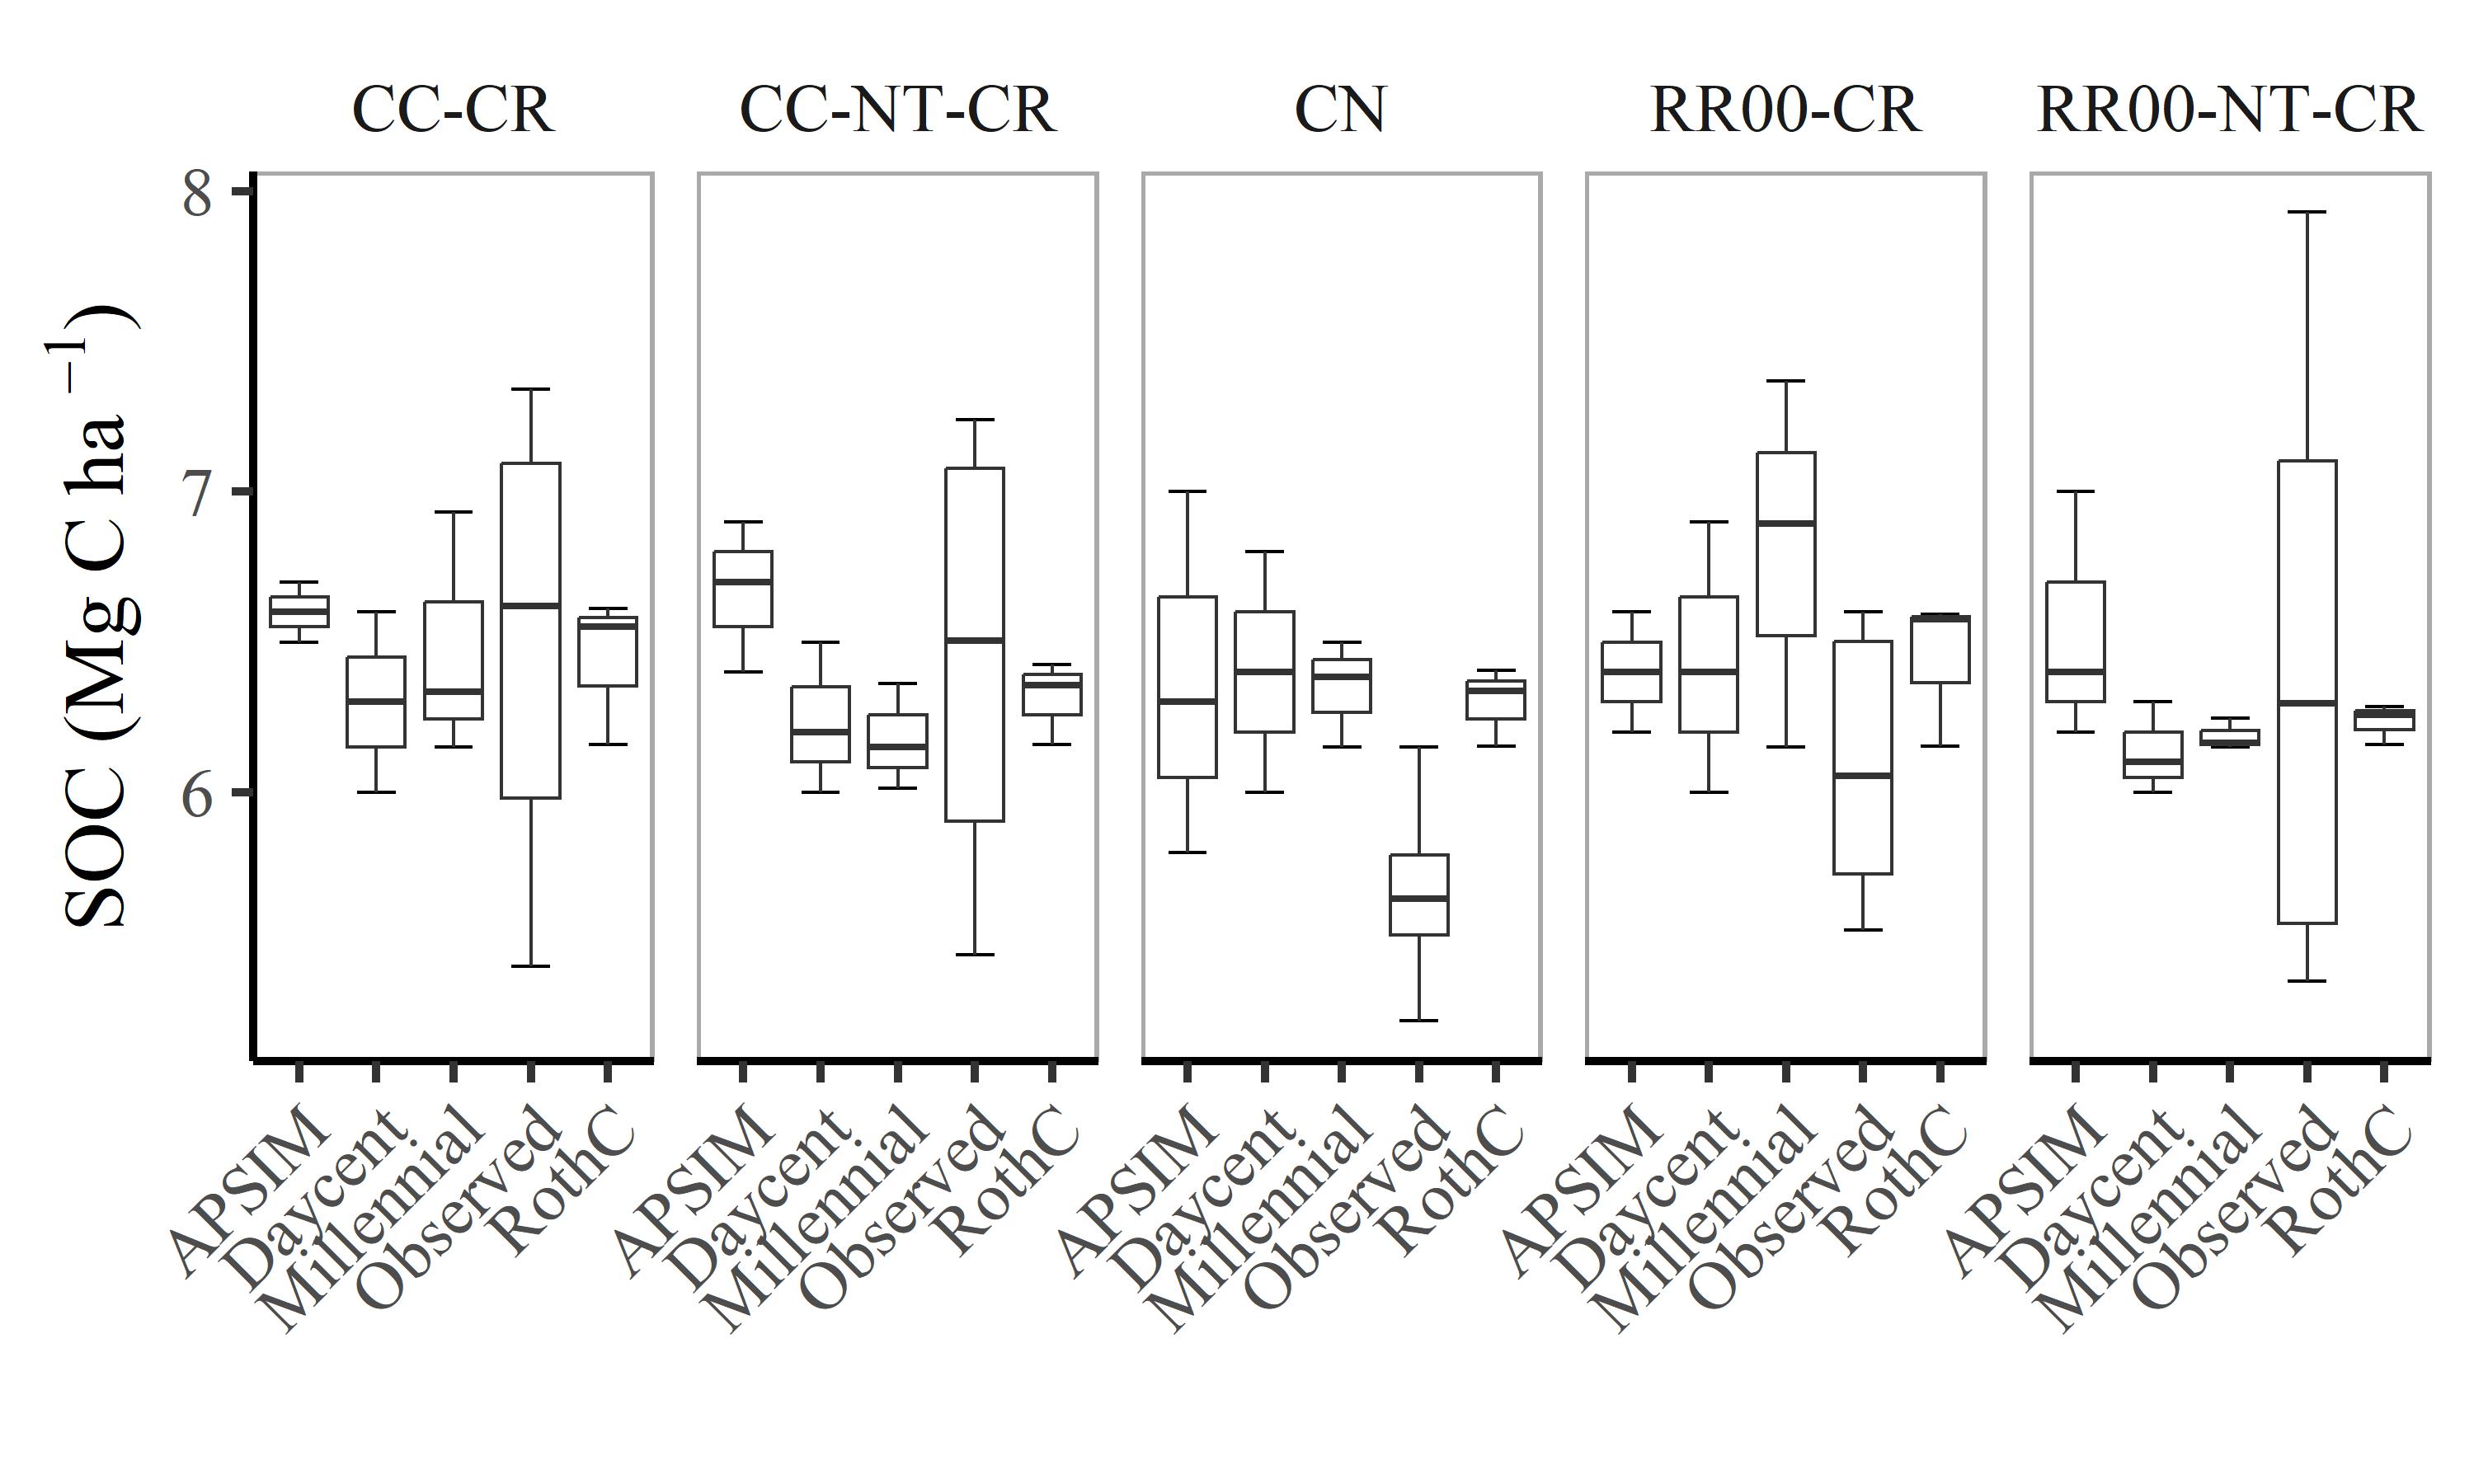 CC-CR
CC-NT-CR
CN
RR00-CR
RR00-NT-CR
SOC (Mg C ha⁻¹)
8
7
6
APSIM
Daycent
Millennial
Observed
RothC
APSIM
Daycent
Millennial
Observed
RothC
APSIM
Daycent
Millennial
Observed
RothC
APSIM
Daycent
Millennial
Observed
RothC
APSIM
Daycent
Millennial
Observed
RothC